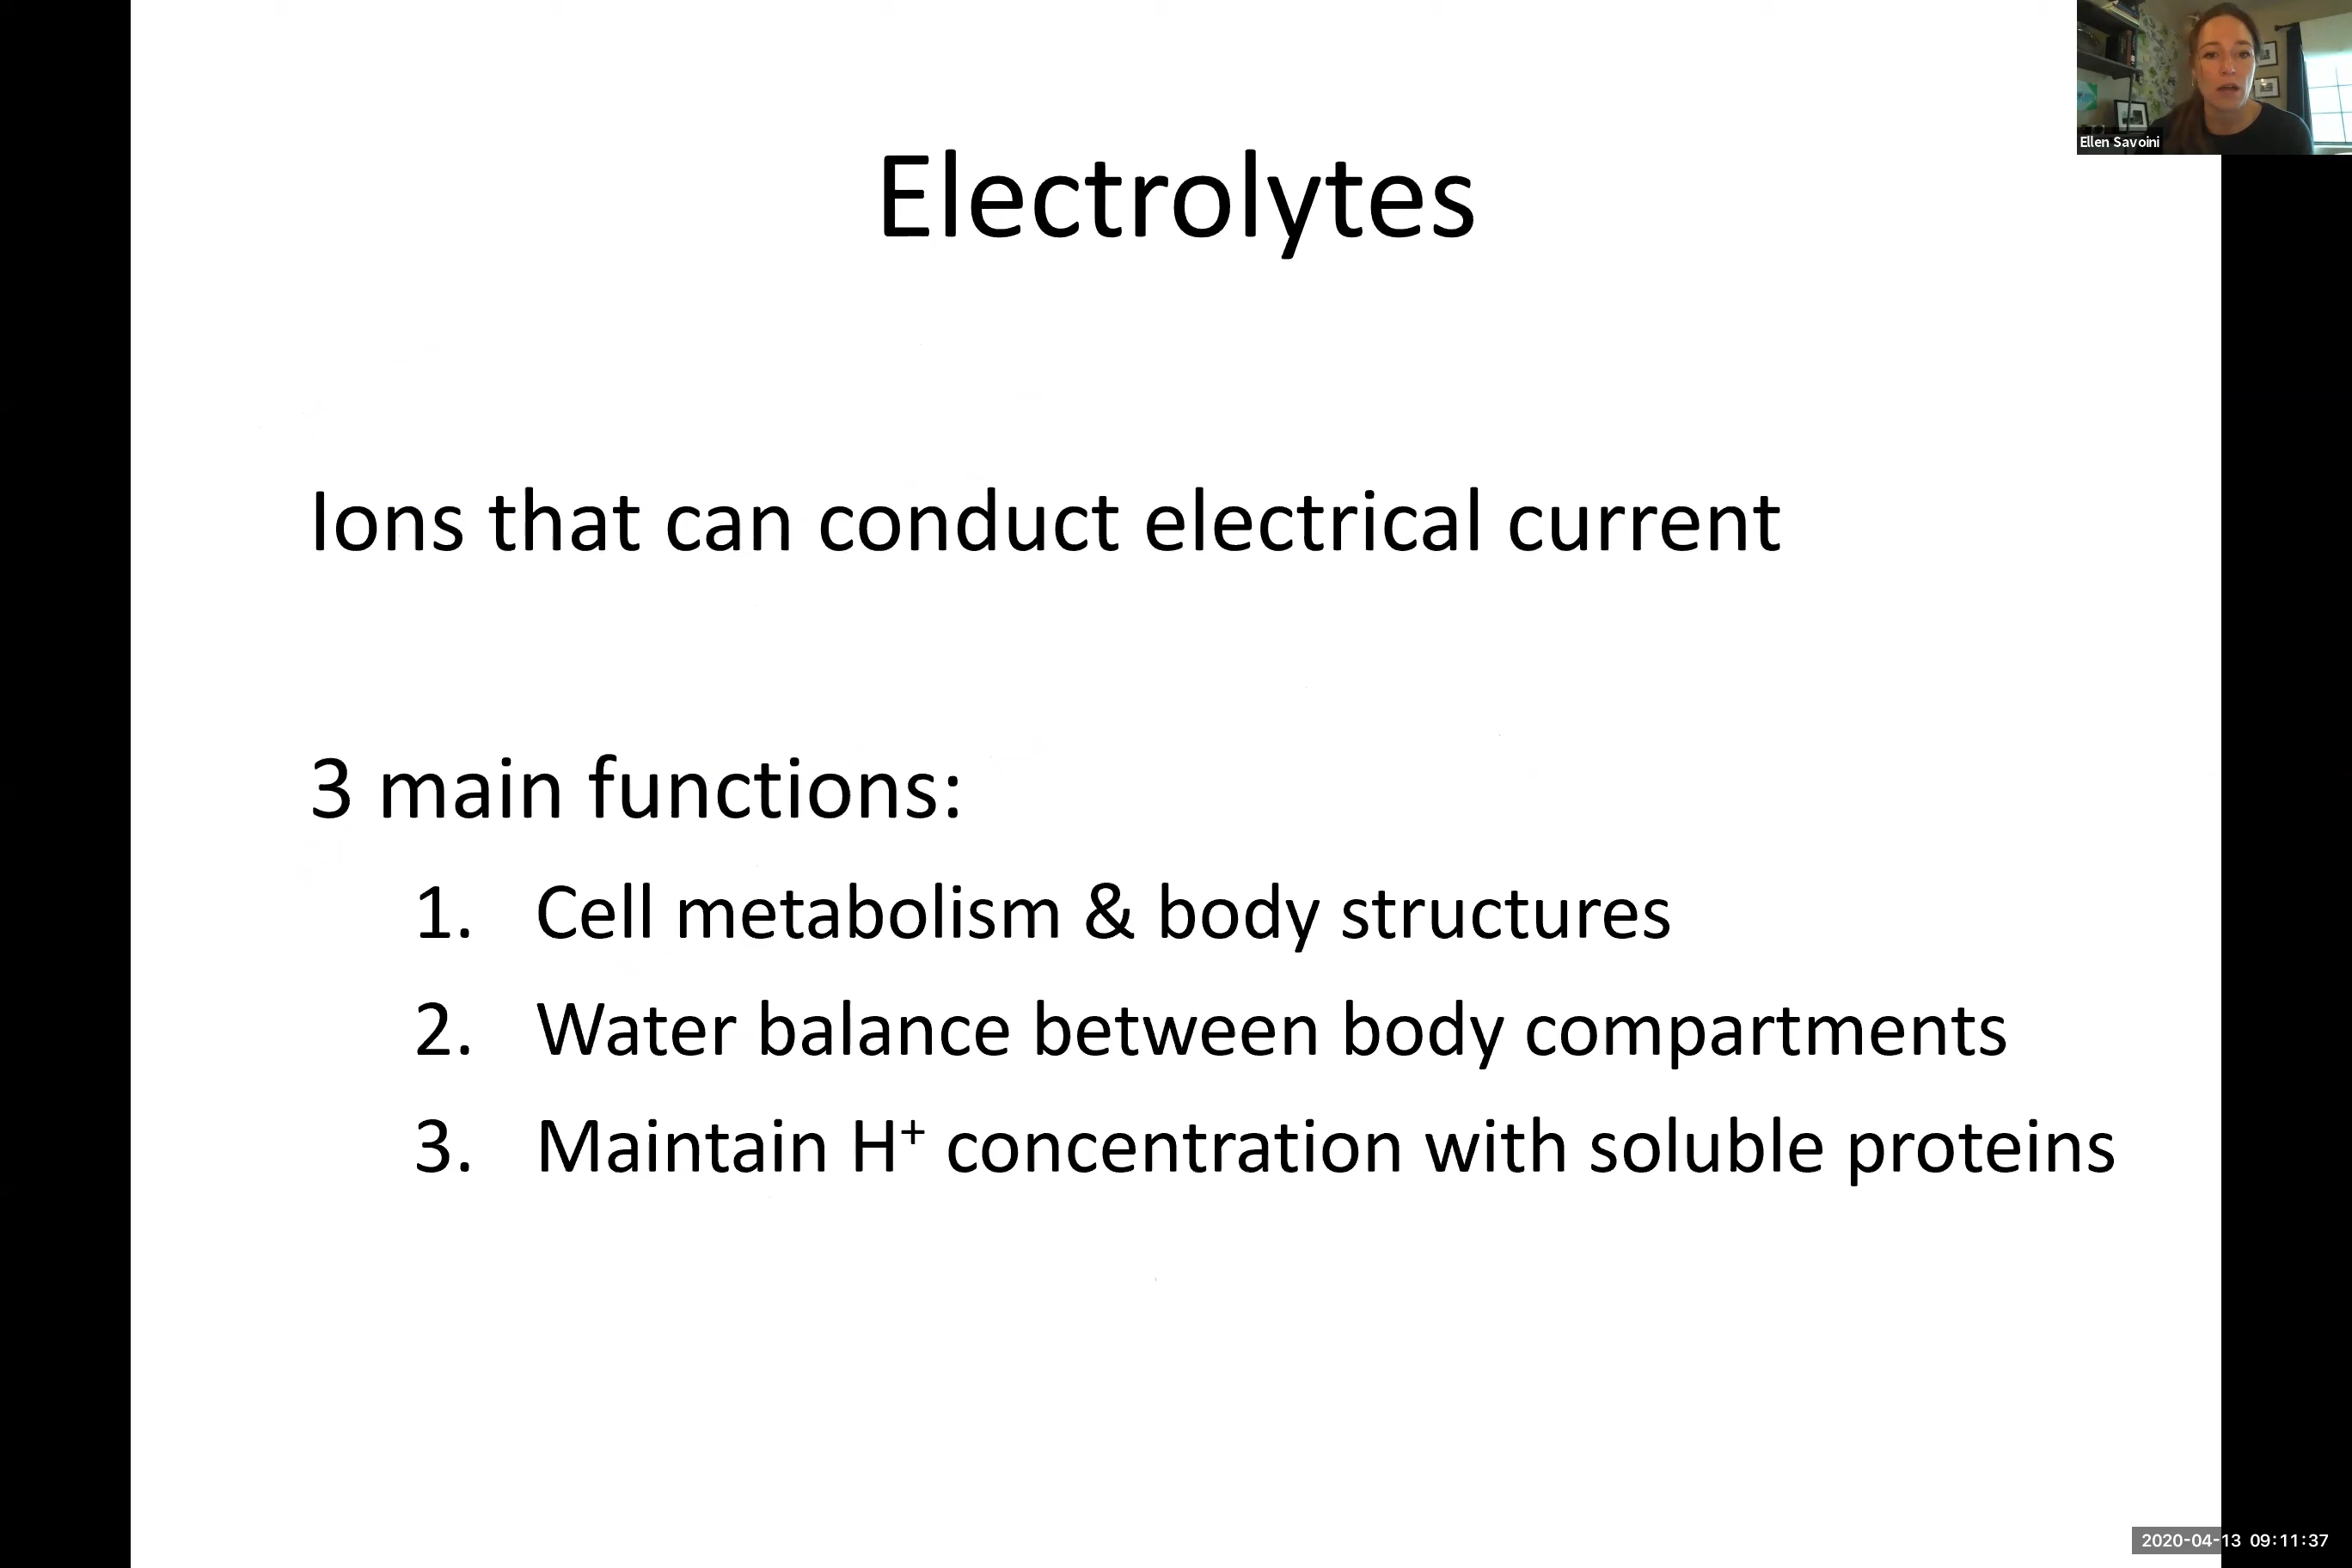 Ellen Savoini
Electrolytes
Ions that can conduct electrical current
3 main functions:
1. Cell metabolism & body structures
2. Water balance between body compartments
3. Maintain H⁺ concentration with soluble proteins
2020-04-13 09:11:37